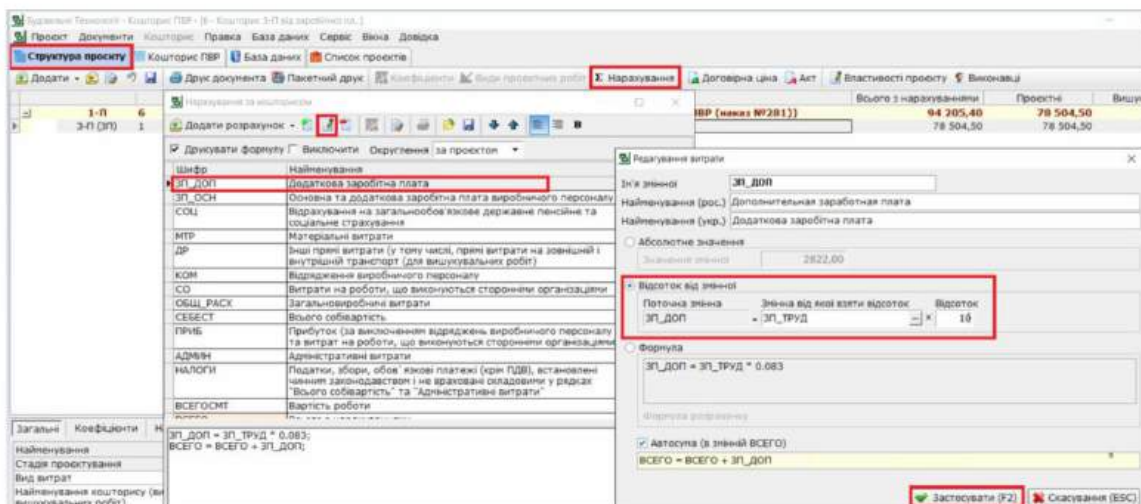 Будівельні Технології - Кошторис ПВР - [6 - Кошторис 3-П від заробітної пл. ]
Проєкт Документи Кошторис Правка База даних Сервіс Вікна Довідка
Структура проєкту Кошторис ПВР База даних Список проектів
Додати Друк документа Пакетний друк Коефіцієнти Види проектних робіт Σ Нарахування Договірна ціна Акт Властивості проєкту Виконавці
Всього з нарахуваннями Проєктні Вишук
1-П 6 ПВР (наказ №281)) 94 205,40 78 504,50
3-П (ЗП) 1 78 504,50 78 504,50
Нарахування за кошторисом
Додати розрахунок
Друкувати формулу Виключити Округлення за проєктом
Шифр Найменування
ЗП_ДОП Додаткова заробітна плата
ЗП_ОСН Основна та додаткова заробітна плата виробничого персоналу
СОЦ Відрахування на загальнообов'язкове державне пенсійне та
соціальне страхування
МТР Матеріальні витрати
ДР Інші прямі витрати (у тому числі, прямі витрати на зовнішній і
внутрішній транспорт (для вишукувальних робіт)
КОМ Відрядження виробничого персоналу
СО Витрати на роботи, що виконуються сторонніми організаціями
ОБЩ_РАСХ Загальновиробничі витрати
СЕБЕСТ Всього собівартість
ПРИБ Прибуток (за виключенням відряджень виробничого персоналу
та витрат на роботи, що виконуються сторонніми організаціями
АДМИН Адміністративні витрати
НАЛОГИ Податки, збори, обов' язкові платежі (крім ПДВ), встановлені
чинним законодавством і не враховані складовими у рядках
"Всього собівартість" та "Адміністративні витрати"
ВСЕГОСМТ Вартість роботи
ЗП_ДОП = ЗП_ТРУД * 0.083;
ВСЕГО = ВСЕГО + ЗП_ДОП;
Загальні Коефіцієнти Н
Найменування
Стадія проєктування
Вид витрат
Найменування кошторису (ви
вишукувальних робіт)
Редагування витрати
Ім'я змінної ЗП_ДОП
Найменування (рос.) Дополнительная заработная плата
Найменування (укр.) Додаткова заробітна плата
Абсолютне значення
Значення змінної 2822,00
Відсоток від змінної
Поточна змінна Змінна від якої взяти відсоток Відсоток
ЗП_ДОП = ЗП_ТРУД × 10
Формула
ЗП_ДОП = ЗП_ТРУД * 0.083
Формула розрахунку
Автосума (в змінній ВСЕГО)
ВСЕГО = ВСЕГО + ЗП_ДОП
Застосувати (F2) Скасування (ESC)